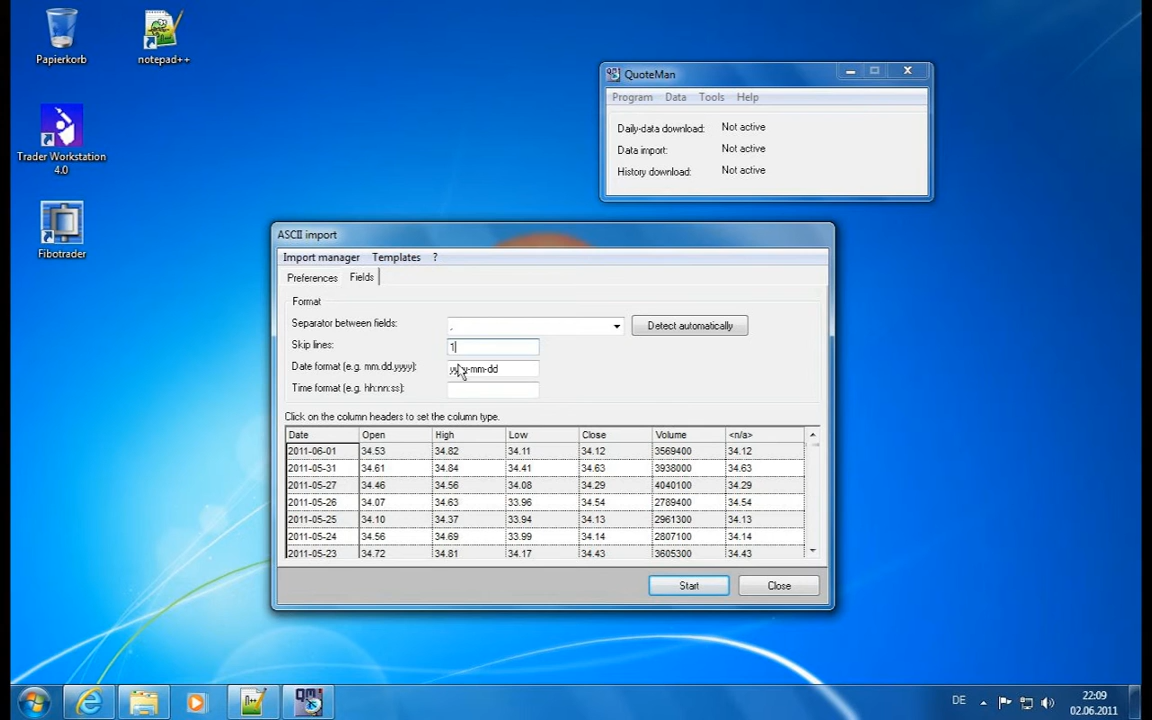 Papierkorb
notepad++
Trader Workstation
4.0
Fibotrader
QuoteMan
Program Data Tools Help
Daily-data download: Not active
Data import: Not active
History download: Not active
ASCII import
Import manager Templates ?
Preferences Fields
Format
Separator between fields: , Detect automatically
Skip lines: 1
Date format (e.g. mm.dd.yyyy): yyyy-mm-dd
Time format (e.g. hh:nn:ss):
Click on the column headers to set the column type.
Date Open High Low Close Volume <n/a>
2011-06-01 34.53 34.82 34.11 34.12 3569400 34.12
2011-05-31 34.61 34.84 34.41 34.63 3938000 34.63
2011-05-27 34.46 34.56 34.08 34.29 4040100 34.29
2011-05-26 34.07 34.63 33.96 34.54 2789400 34.54
2011-05-25 34.10 34.37 33.94 34.13 2961300 34.13
2011-05-24 34.56 34.69 33.99 34.14 2807100 34.14
2011-05-23 34.72 34.81 34.17 34.43 3605300 34.43
Start Close
DE
22:09
02.06.2011